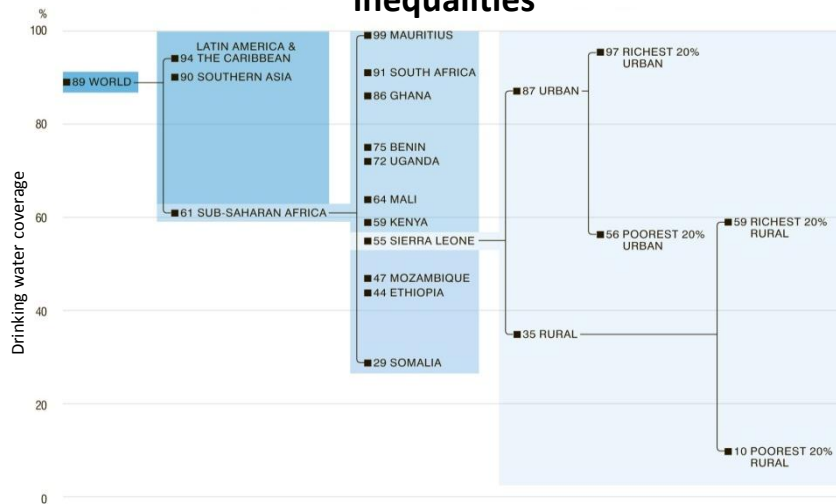 inequalities
%
100
80
60
40
20
0
Drinking water coverage
89 WORLD
LATIN AMERICA &
94 THE CARIBBEAN
90 SOUTHERN ASIA
61 SUB-SAHARAN AFRICA
99 MAURITIUS
91 SOUTH AFRICA
86 GHANA
75 BENIN
72 UGANDA
64 MALI
59 KENYA
55 SIERRA LEONE
47 MOZAMBIQUE
44 ETHIOPIA
29 SOMALIA
87 URBAN
35 RURAL
97 RICHEST 20%
URBAN
56 POOREST 20%
URBAN
59 RICHEST 20%
RURAL
10 POOREST 20%
RURAL